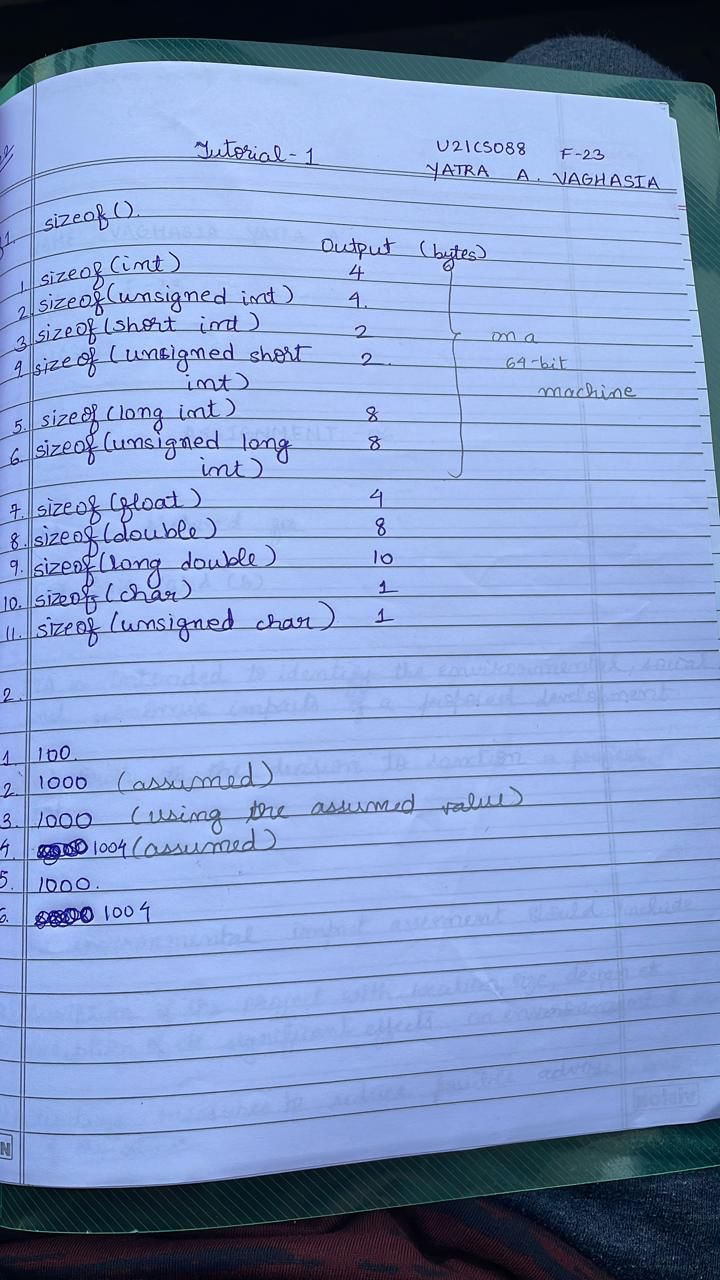 Tutorial-1 U21CS088 F-23
YATRA A. VAGHASIA
1. sizeof().
Output (bytes)
1. sizeof(int) 4
2. sizeof(unsigned int) 4.
3. sizeof(short int) 2
4. sizeof(unsigned short 2
int)
on a
64-bit
machine
5. sizeof(long int) 8
6. sizeof(unsigned long 8
int)
7. sizeof(float) 4
8. sizeof(double) 8
9. sizeof(long double) 10
10. sizeof(char) 1
11. sizeof(unsigned char) 1
2.
1. 100.
2. 1000 (assumed)
3. 1000 (using the assumed value)
4. 1004 (assumed)
5. 1000.
6. 1004